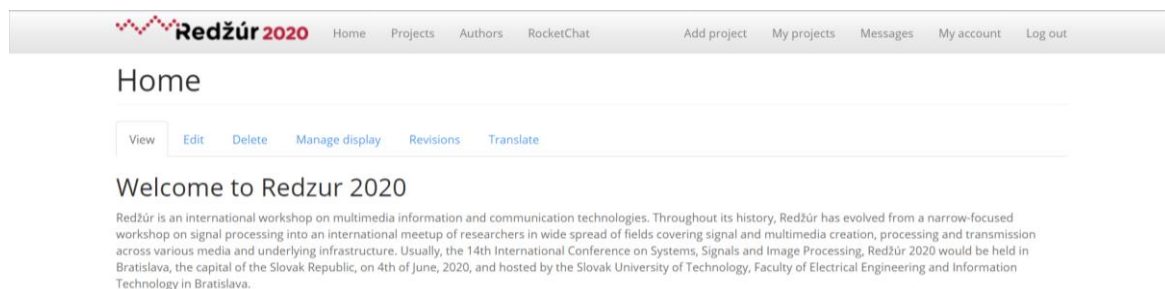 Redžúr 2020 Home Projects Authors RocketChat Add project My projects Messages My account Log out
Home
View Edit Delete Manage display Revisions Translate
Welcome to Redzur 2020
Redžúr is an international workshop on multimedia information and communication technologies. Throughout its history, Redžúr has evolved from a narrow-focused
workshop on signal processing into an international meetup of researchers in wide spread of fields covering signal and multimedia creation, processing and transmission
across various media and underlying infrastructure. Usually, the 14th International Conference on Systems, Signals and Image Processing, Redžúr 2020 would be held in
Bratislava, the capital of the Slovak Republic, on 4th of June, 2020, and hosted by the Slovak University of Technology, Faculty of Electrical Engineering and Information
Technology in Bratislava.